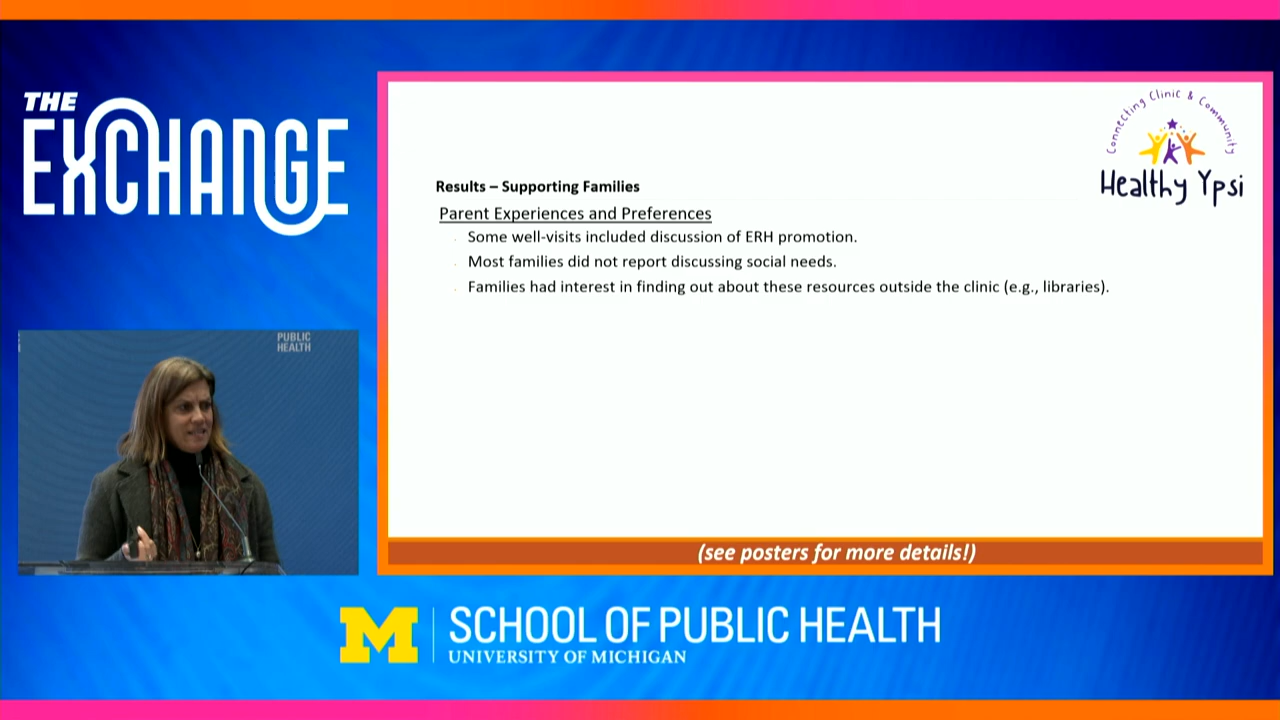 THE
EXCHANGE
Connecting Clinic & Community
Healthy Ypsi
Results – Supporting Families
Parent Experiences and Preferences
Some well-visits included discussion of ERH promotion.
Most families did not report discussing social needs.
Families had interest in finding out about these resources outside the clinic (e.g., libraries).
(see posters for more details!)
PUBLIC
HEALTH
M
SCHOOL OF PUBLIC HEALTH
UNIVERSITY OF MICHIGAN